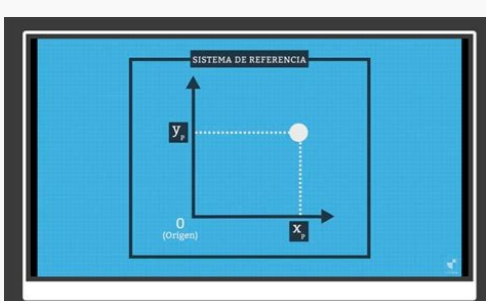 SISTEMA DE REFERENCIA
yₚ
0
(Origen)
xₚ